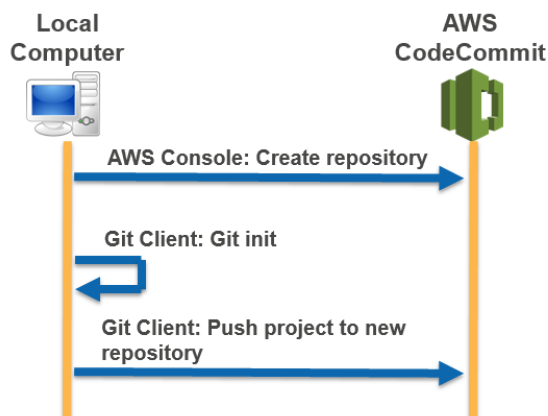 Local
Computer
AWS
CodeCommit
AWS Console: Create repository
Git Client: Git init
Git Client: Push project to new
repository